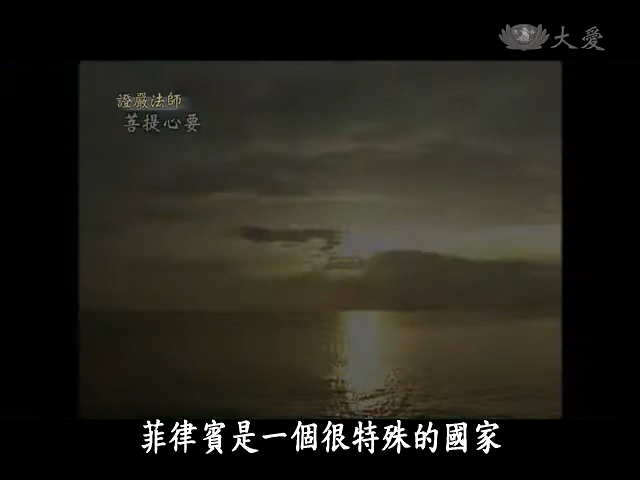 大愛
證嚴法師
菩提心要
菲律賓是一個很特殊的國家